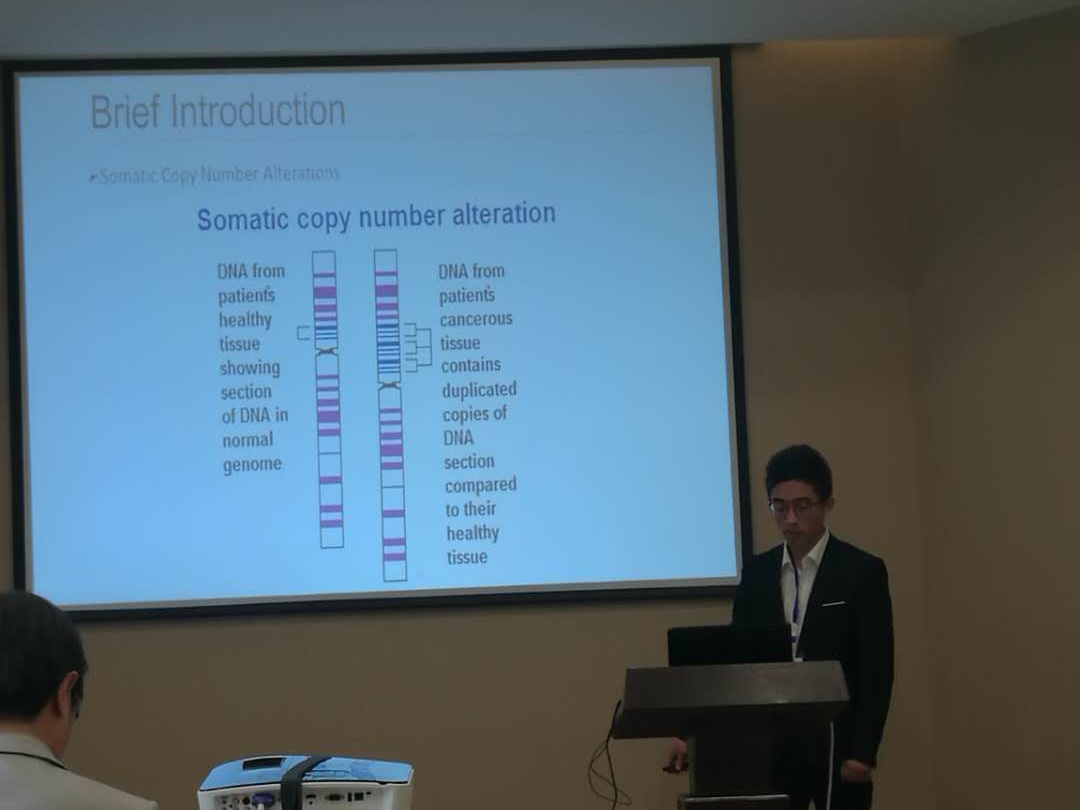 Brief Introduction
Somatic Copy Number Alterations
Somatic copy number alteration
DNA from
patient's
healthy
tissue
showing
section
of DNA in
normal
genome
DNA from
patient's
cancerous
tissue
contains
duplicated
copies of
DNA
section
compared
to their
healthy
tissue